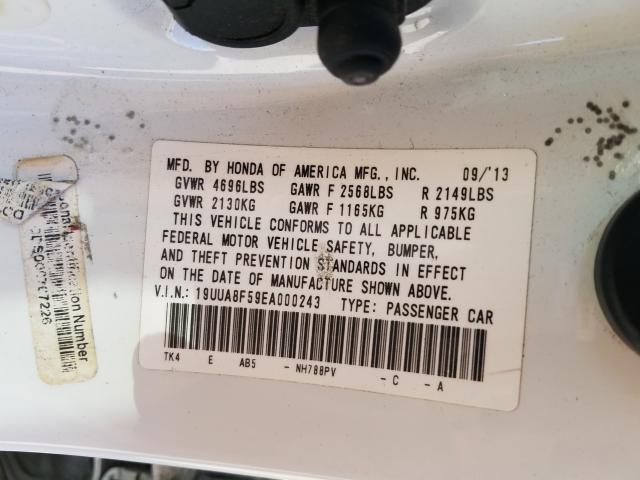 MFD. BY HONDA OF AMERICA MFG., INC. 09/'13
GVWR 4696LBS GAWR F 2568LBS R 2149LBS
GVWR 2130KG GAWR F 1165KG R 975KG
THIS VEHICLE CONFORMS TO ALL APPLICABLE
FEDERAL MOTOR VEHICLE SAFETY, BUMPER,
AND THEFT PREVENTION STANDARDS IN EFFECT
ON THE DATE OF MANUFACTURE SHOWN ABOVE.
V.I.N.: 19UUA8F59EA000243 TYPE: PASSENGER CAR
TK4 E AB5 - NH788PV - C - A
Identification Number